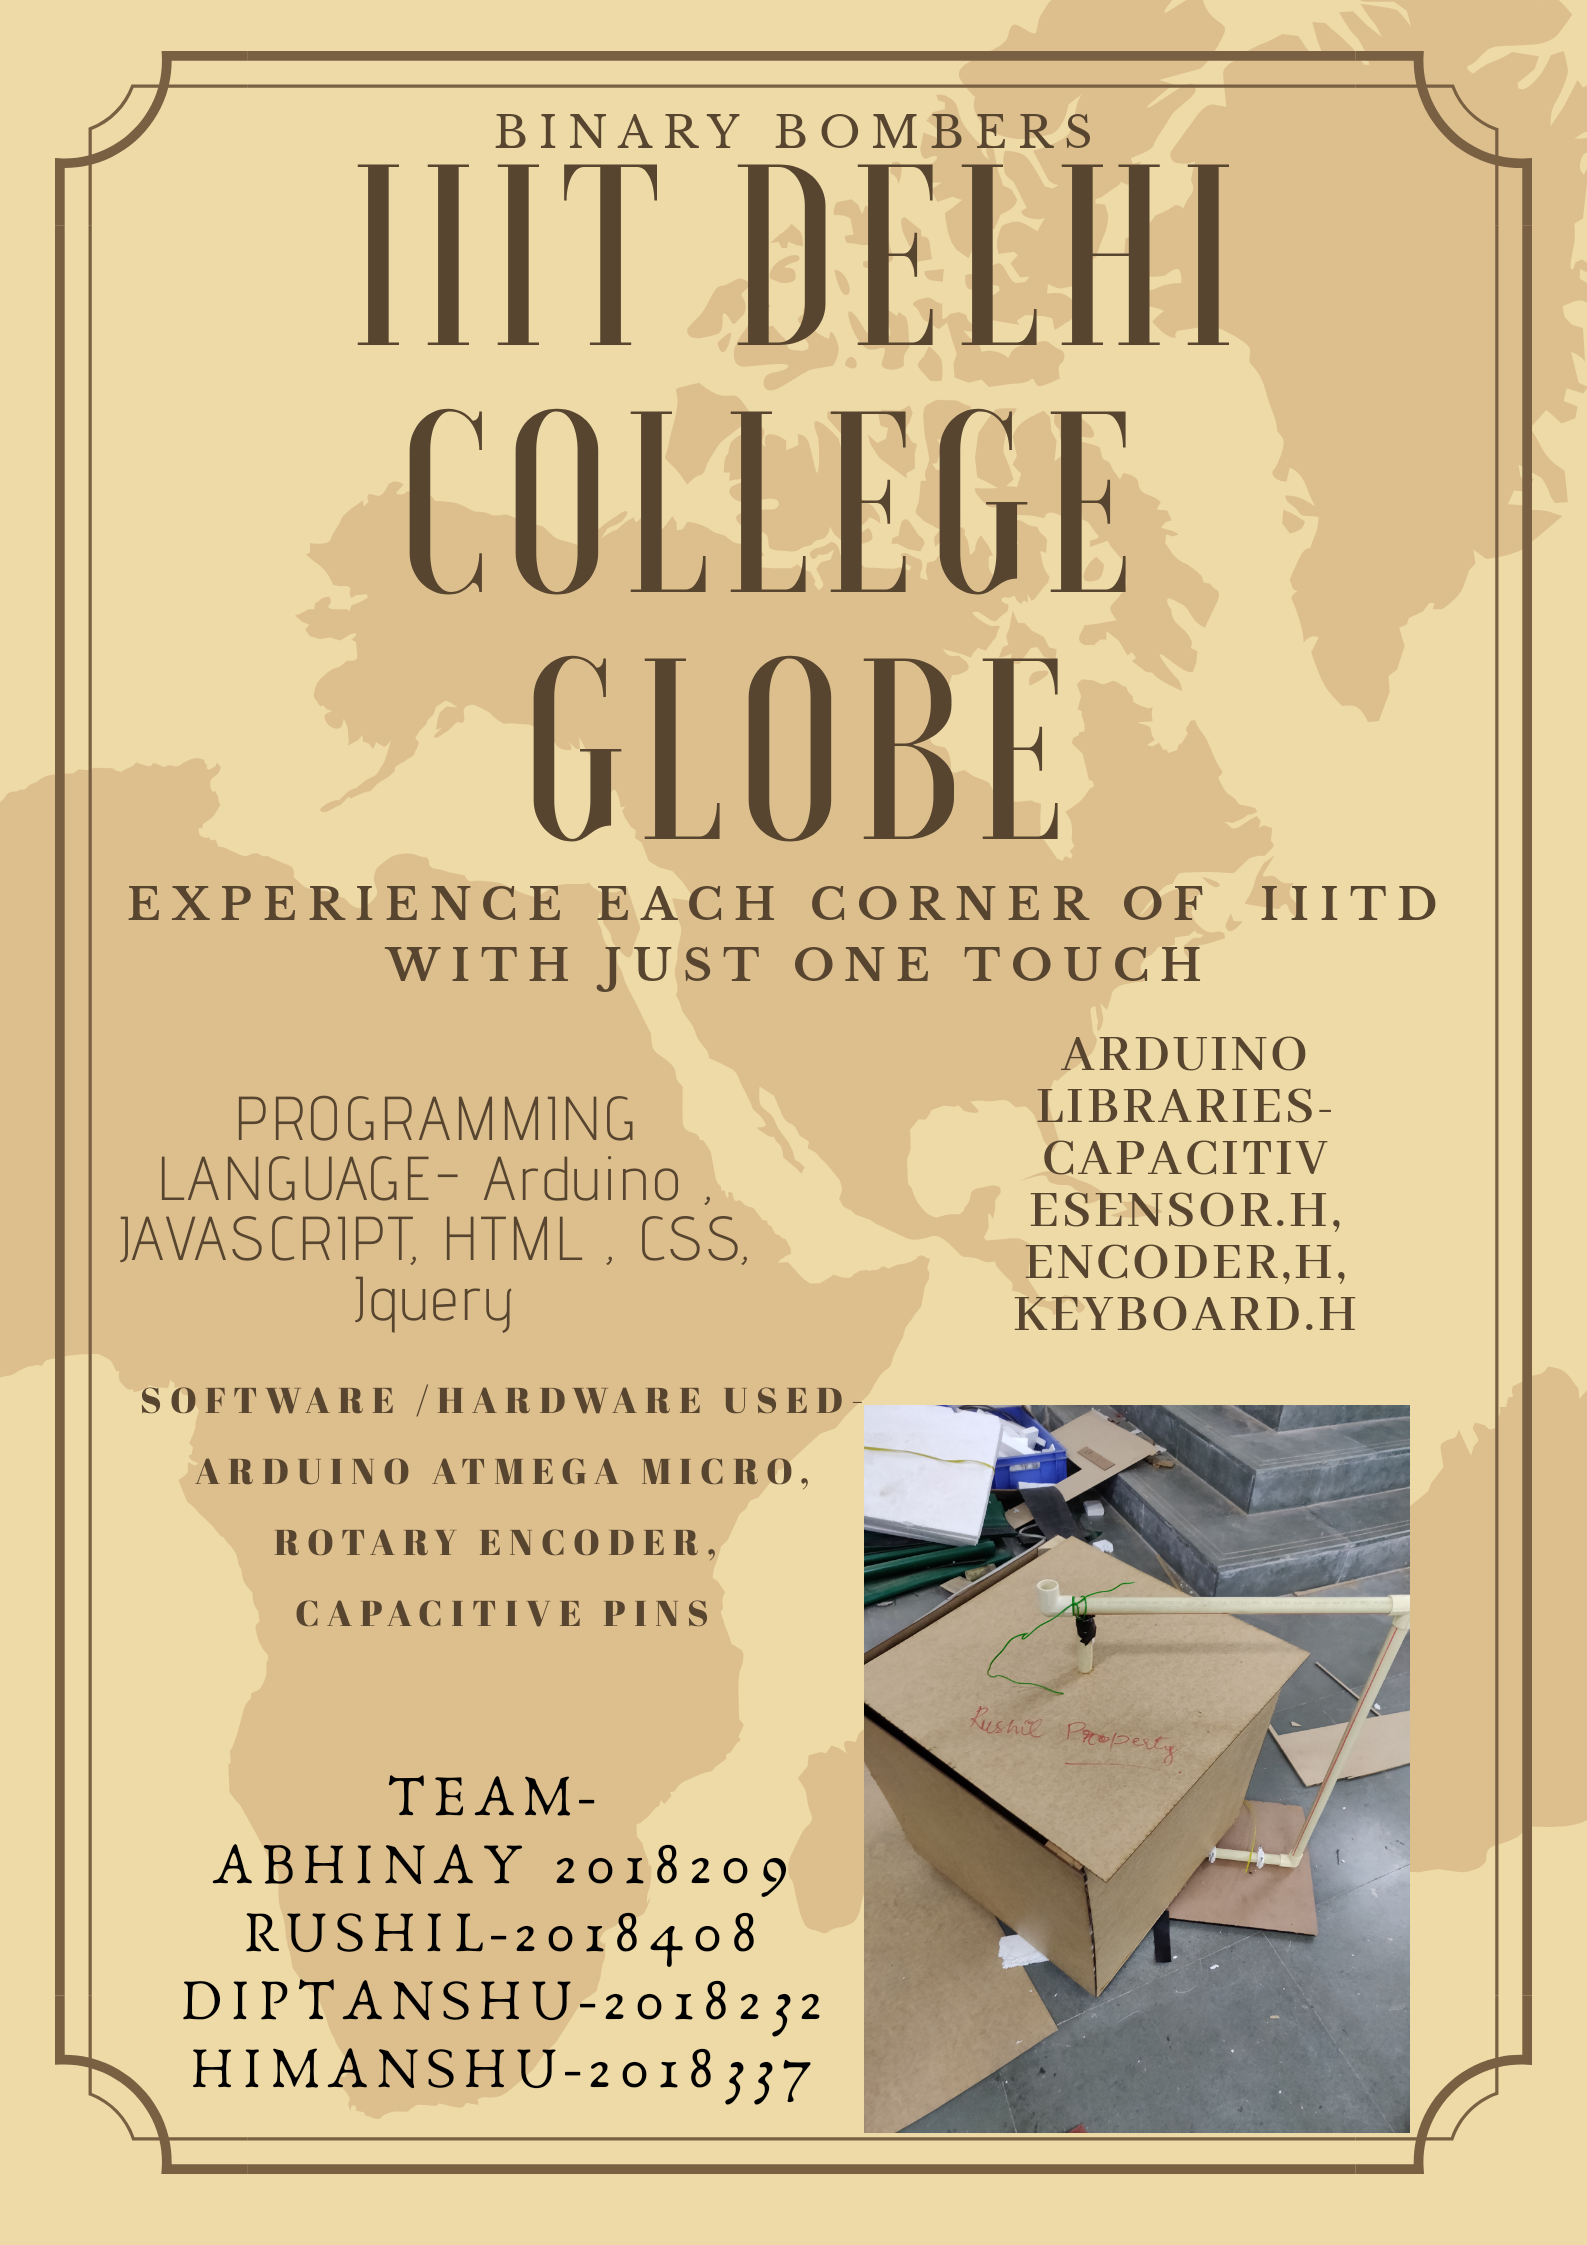 BINARY BOMBERS
IIIT DELHI
COLLEGE
GLOBE
EXPERIENCE EACH CORNER OF IIITD
WITH JUST ONE TOUCH
PROGRAMMING
LANGUAGE- Arduino ,
JAVASCRIPT, HTML , CSS,
Jquery
ARDUINO
LIBRARIES-
CAPACITIV
ESENSOR.H,
ENCODER,H,
KEYBOARD.H
SOFTWARE /HARDWARE USED-
ARDUINO ATMEGA MICRO,
ROTARY ENCODER,
CAPACITIVE PINS
TEAM-
ABHINAY 2018209
RUSHIL-2018408
DIPTANSHU-2018232
HIMANSHU-2018337
Rushil Property.